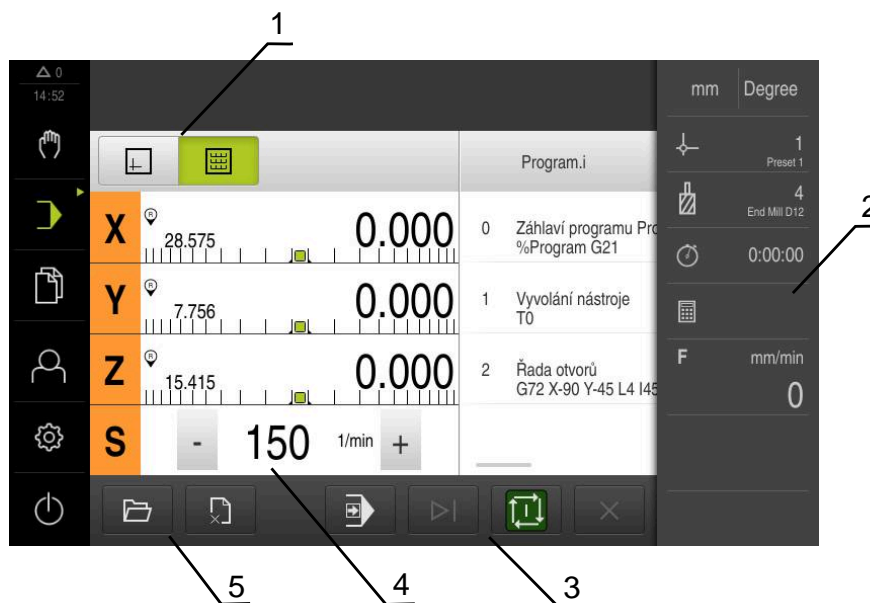 1
0
14:52
mm Degree
1
Preset 1
Program.i
X R 28.575 0.000
0 Záhlaví programu Pro
%Program G21
4
End Mill D12
2
0:00:00
Y R 7.756 0.000
1 Vyvolání nástroje
T0
Z R 15.415 0.000
2 Řada otvorů
G72 X-90 Y-45 L4 I45
F mm/min
0
S - 150 1/min +
5 4 3